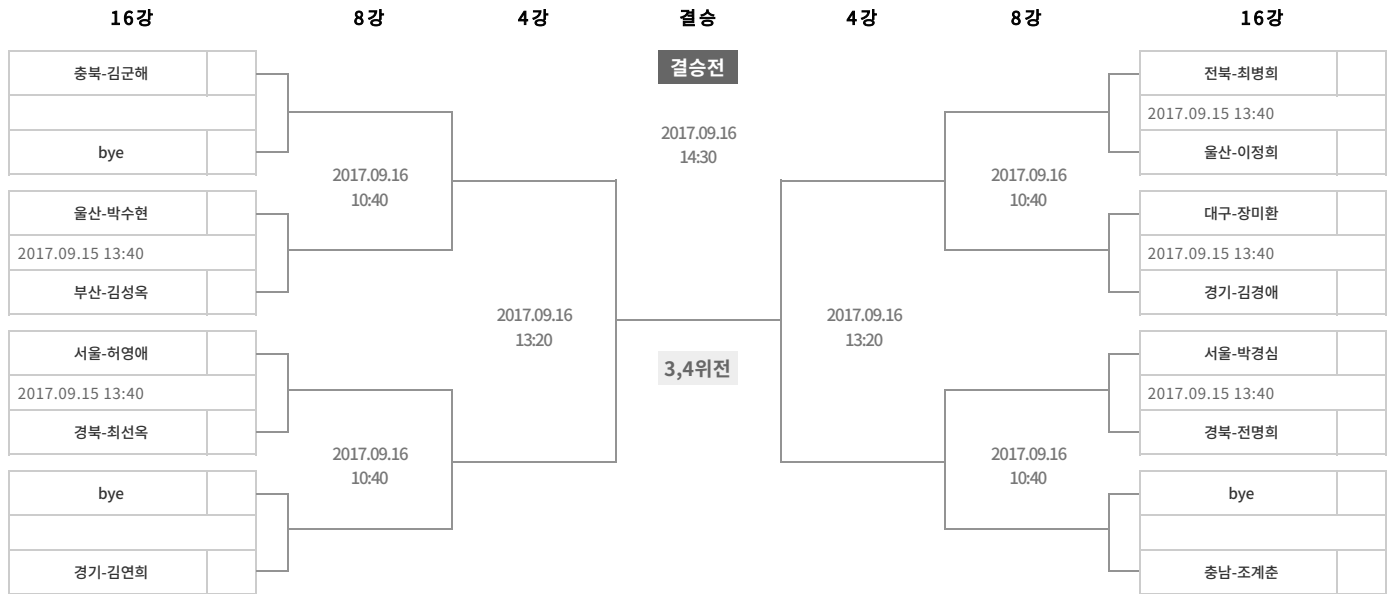 16강 8강 4강 결승 4강 8강 16강
충북-김군해
bye
울산-박수현
2017.09.15 13:40
부산-김성옥
서울-허영애
2017.09.15 13:40
경북-최선옥
bye
경기-김연희
2017.09.16
10:40
2017.09.16
10:40
2017.09.16
13:20
결승전
2017.09.16
14:30
3,4위전
2017.09.16
13:20
2017.09.16
10:40
2017.09.16
10:40
전북-최병희
2017.09.15 13:40
울산-이정희
대구-장미환
2017.09.15 13:40
경기-김경애
서울-박경심
2017.09.15 13:40
경북-전명희
bye
충남-조계춘